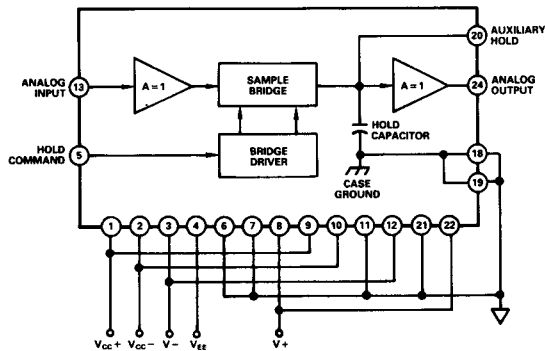 20
AUXILIARY
HOLD
ANALOG
INPUT
13
A = 1
SAMPLE
BRIDGE
A = 1
24
ANALOG
OUTPUT
HOLD
CAPACITOR
HOLD
COMMAND
5
BRIDGE
DRIVER
CASE
GROUND
18
19
1 2 3 4 6 7 8 9 10 11 12 21 22
VCC+ VCC− V− VEE V+